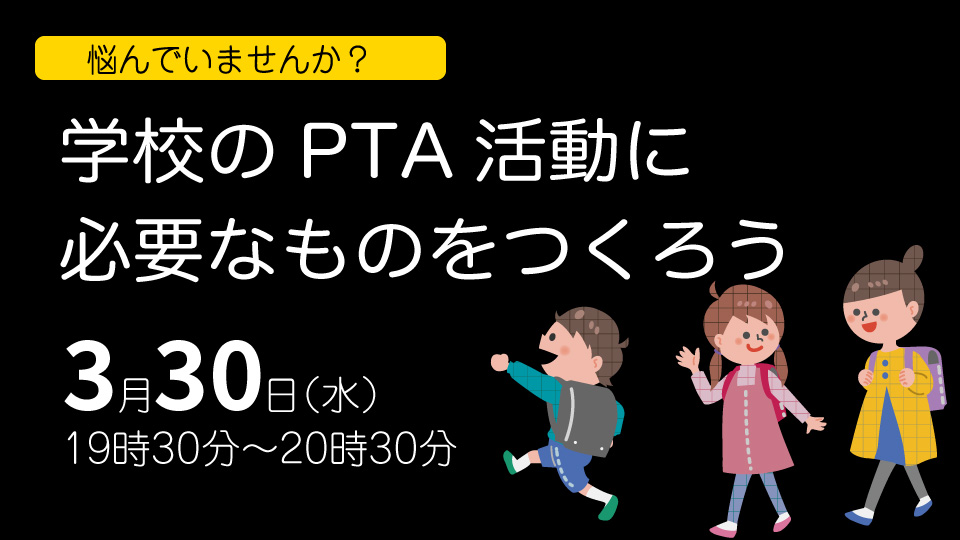 悩んでいませんか？
学校の PTA 活動に
必要なものをつくろう
3月30日（水）
19時30分〜20時30分